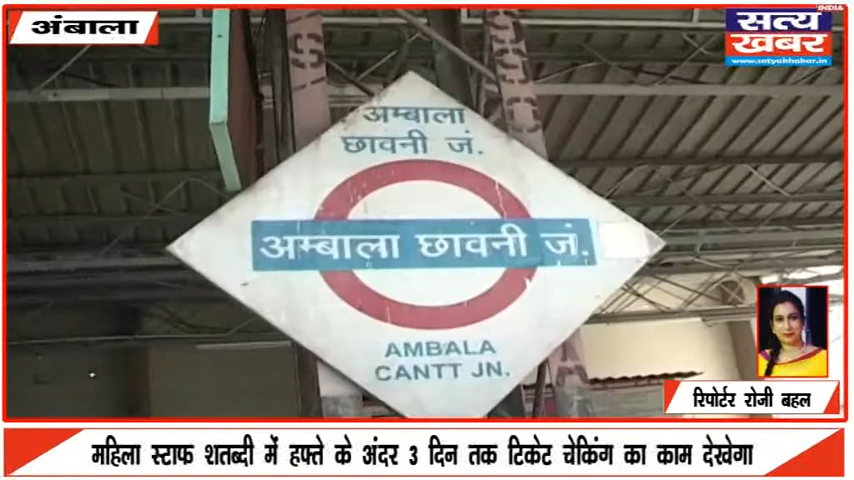 अंबाला
INDIA
सत्य
खबर
www.satyakhabar.in
अम्बाला
छावनी जं.
अम्बाला छावनी जं.
AMBALA
CANTT JN.
रिपोर्टर रोजी बहल
महिला स्टाफ शतब्दी में हफ्ते के अंदर 3 दिन तक टिकेट चेकिंग का काम देखेगा